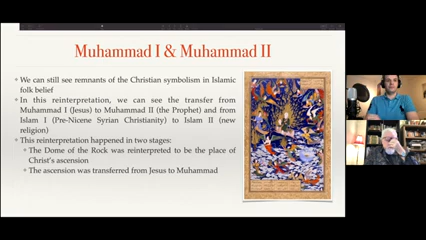 Muhammad I & Muhammad II
We can still see remnants of the Christian symbolism in Islamic
folk belief
In this reinterpretation, we can see the transfer from
Muhammad I (Jesus) to Muhammad II (the Prophet) and from
Islam I (Pre-Nicene Syrian Christianity) to Islam II (new
religion)
This reinterpretation happened in two stages:
The Dome of the Rock was reinterpreted to be the place of
Christ's ascension
The ascension was transferred from Jesus to Muhammad